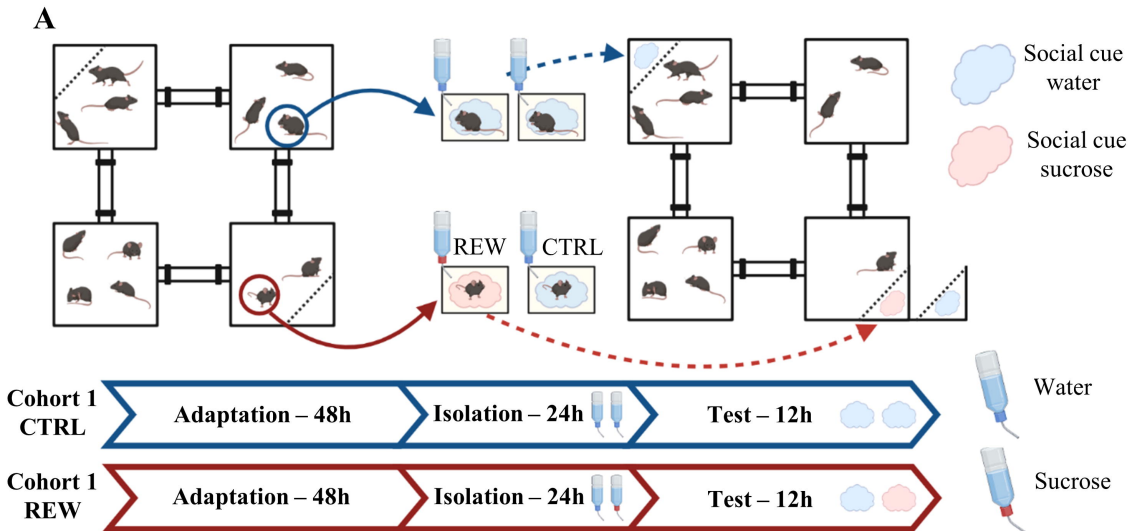 A
Social cue
water
Social cue
sucrose
REW
CTRL
Cohort 1
CTRL
Adaptation – 48h
Isolation – 24h
Test – 12h
Water
Cohort 1
REW
Adaptation – 48h
Isolation – 24h
Test – 12h
Sucrose